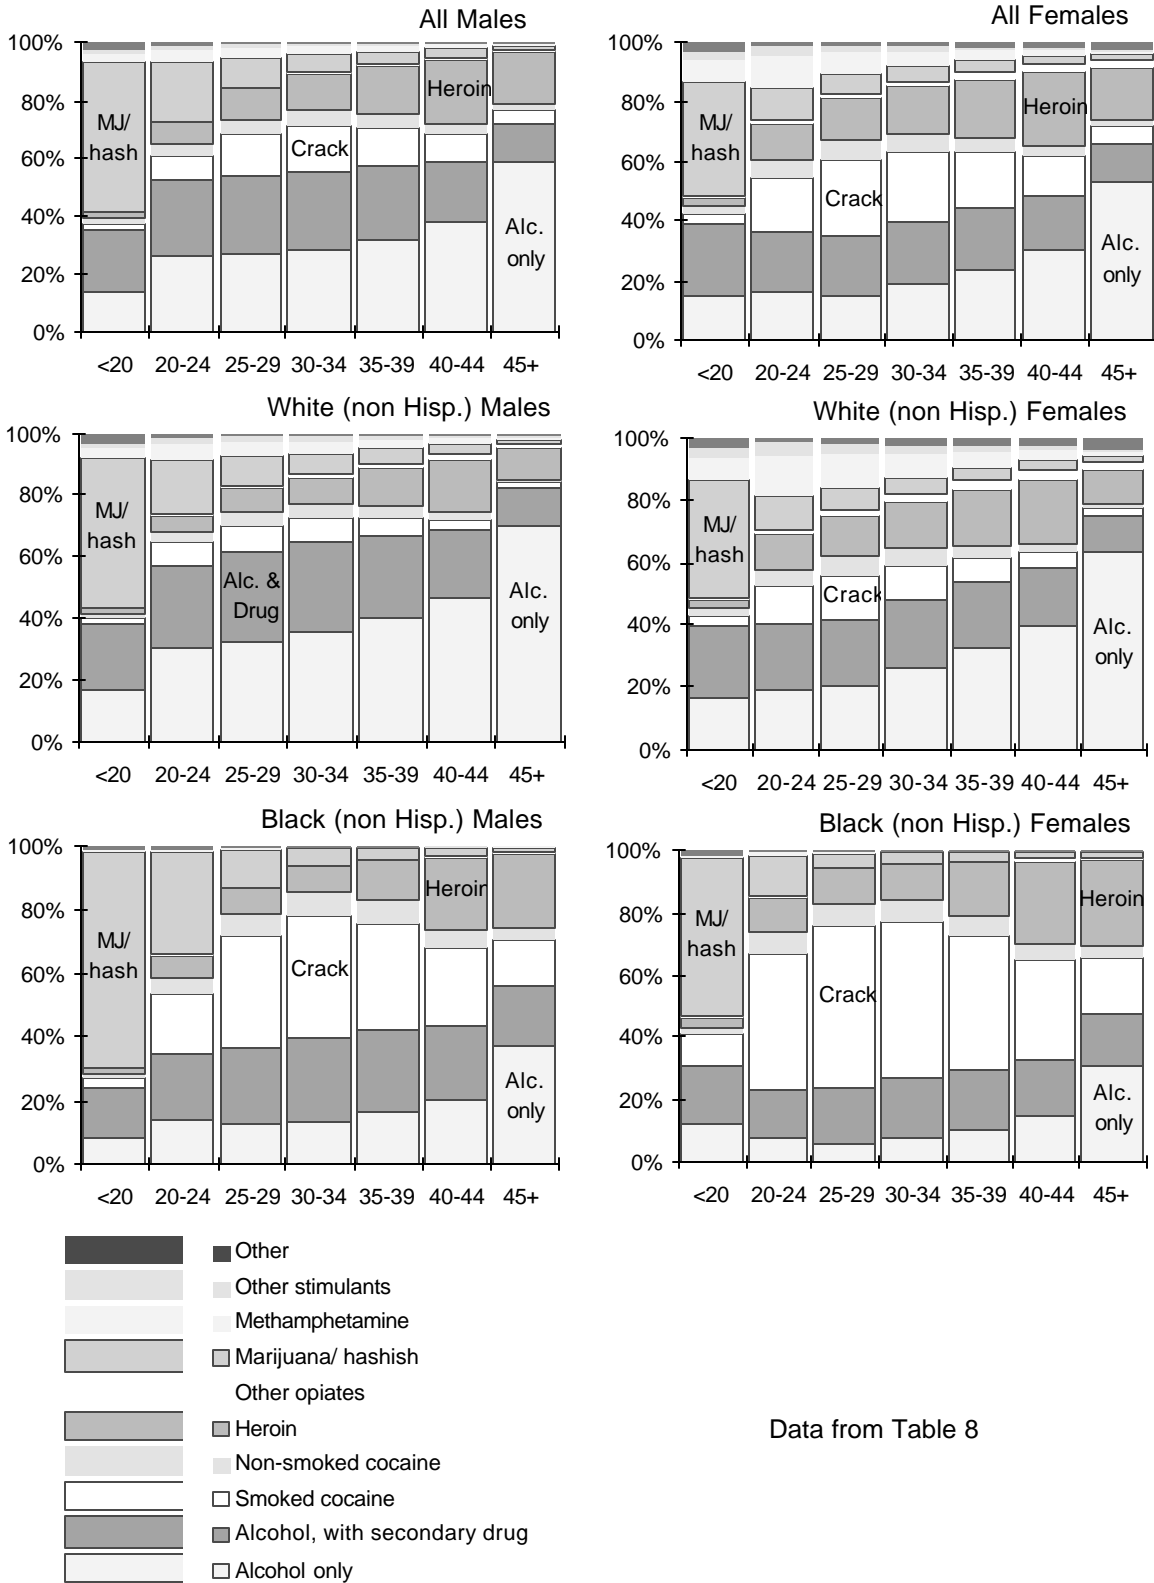 All Males
100%
80%
60%
40%
20%
0%
MJ/
hash
Crack
Heroin
Alc.
only
<20 20-24 25-29 30-34 35-39 40-44 45+
All Females
100%
80%
60%
40%
20%
0%
MJ/
hash
Crack
Heroin
Alc.
only
<20 20-24 25-29 30-34 35-39 40-44 45+
White (non Hisp.) Males
100%
80%
60%
40%
20%
0%
MJ/
hash
Alc. &
Drug
Alc.
only
<20 20-24 25-29 30-34 35-39 40-44 45+
White (non Hisp.) Females
100%
80%
60%
40%
20%
0%
MJ/
hash
Crack
Alc.
only
<20 20-24 25-29 30-34 35-39 40-44 45+
Black (non Hisp.) Males
100%
80%
60%
40%
20%
0%
MJ/
hash
Crack
Heroin
Alc.
only
<20 20-24 25-29 30-34 35-39 40-44 45+
Black (non Hisp.) Females
100%
80%
60%
40%
20%
0%
MJ/
hash
Crack
Heroin
Alc.
only
<20 20-24 25-29 30-34 35-39 40-44 45+
Other
Other stimulants
Methamphetamine
Marijuana/ hashish
Other opiates
Heroin
Non-smoked cocaine
Smoked cocaine
Alcohol, with secondary drug
Alcohol only
Data from Table 8